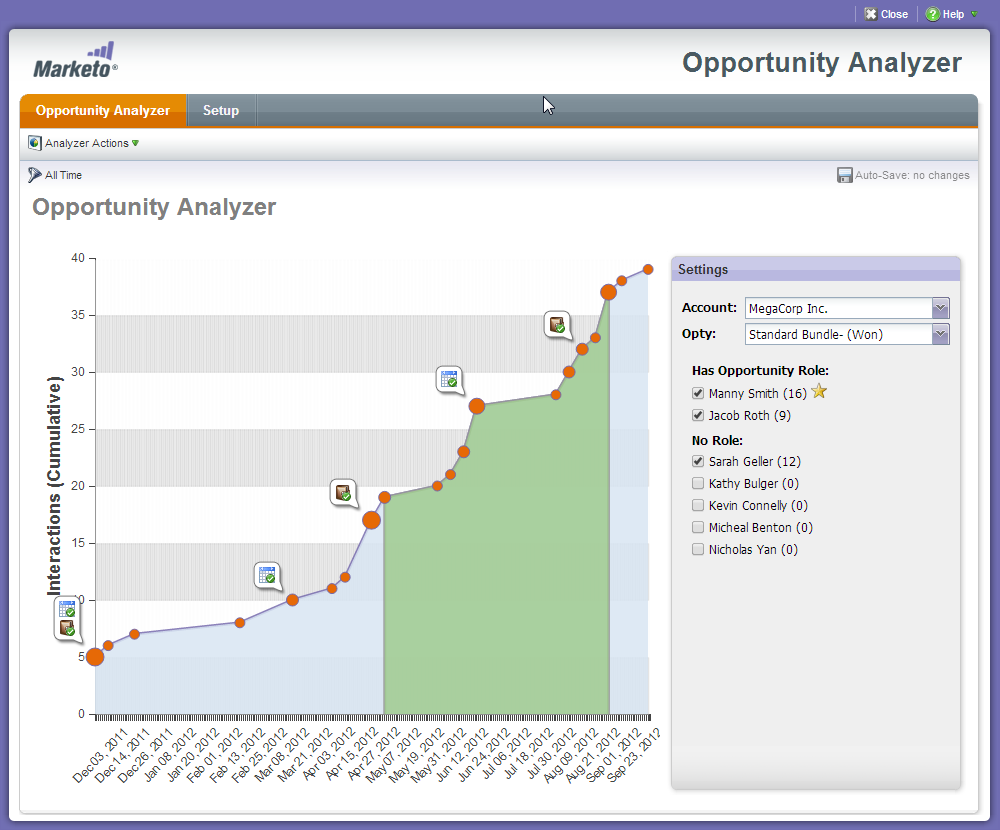 Close Help
Marketo®
Opportunity Analyzer
Opportunity Analyzer Setup
Analyzer Actions
All Time
Auto-Save: no changes
Opportunity Analyzer
Interactions (Cumulative)
40
35
30
25
20
15
5
0
Dec 03, 2011
Dec 14, 2011
Dec 26, 2011
Jan 08, 2012
Jan 20, 2012
Feb 01, 2012
Feb 13, 2012
Feb 25, 2012
Mar 08, 2012
Mar 21, 2012
Apr 03, 2012
Apr 15, 2012
Apr 27, 2012
May 07, 2012
May 19, 2012
May 31, 2012
Jun 12, 2012
Jun 24, 2012
Jul 06, 2012
Jul 18, 2012
Jul 30, 2012
Aug 09, 2012
Aug 21, 2012
Sep 01, 2012
Sep 23, 2012
Settings
Account: MegaCorp Inc.
Opty: Standard Bundle- (Won)
Has Opportunity Role:
Manny Smith (16)
Jacob Roth (9)
No Role:
Sarah Geller (12)
Kathy Bulger (0)
Kevin Connelly (0)
Micheal Benton (0)
Nicholas Yan (0)